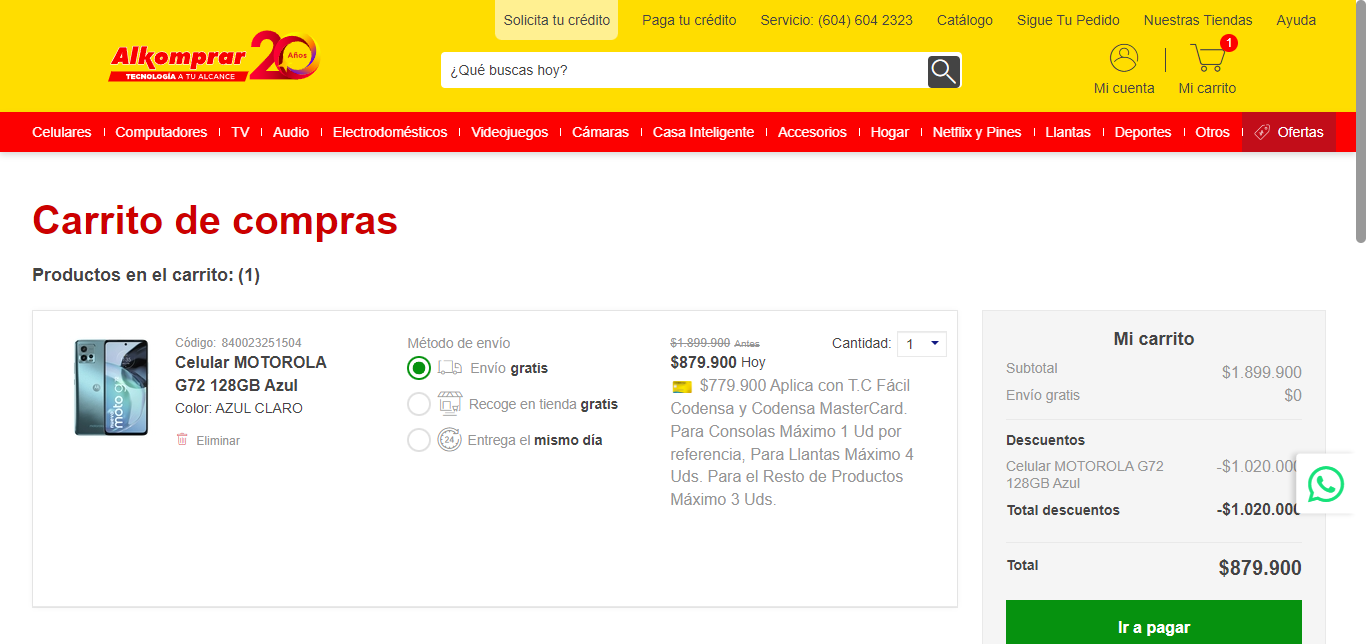 Solicita tu crédito
Paga tu crédito
Servicio: (604) 604 2323
Catálogo
Sigue Tu Pedido
Nuestras Tiendas
Ayuda
Alkomprar 20 Años
TECNOLOGÍA A TU ALCANCE
¿Qué buscas hoy?
1
Mi cuenta
Mi carrito
Celulares
Computadores
TV
Audio
Electrodomésticos
Videojuegos
Cámaras
Casa Inteligente
Accesorios
Hogar
Netflix y Pines
Llantas
Deportes
Otros
Ofertas
Carrito de compras
Productos en el carrito: (1)
Código: 840023251504
Celular MOTOROLA
G72 128GB Azul
Color: AZUL CLARO
Eliminar
moto g
Método de envío
Envío gratis
Recoge en tienda gratis
24
Entrega el mismo día
$1.899.900 Antes
$879.900 Hoy
$779.900 Aplica con T.C Fácil
Codensa y Codensa MasterCard.
Para Consolas Máximo 1 Ud por
referencia, Para Llantas Máximo 4
Uds. Para el Resto de Productos
Máximo 3 Uds.
Cantidad: 1
Mi carrito
Subtotal $1.899.900
Envío gratis $0
Descuentos
Celular MOTOROLA G72 -$1.020.000
128GB Azul
Total descuentos -$1.020.000
Total $879.900
Ir a pagar